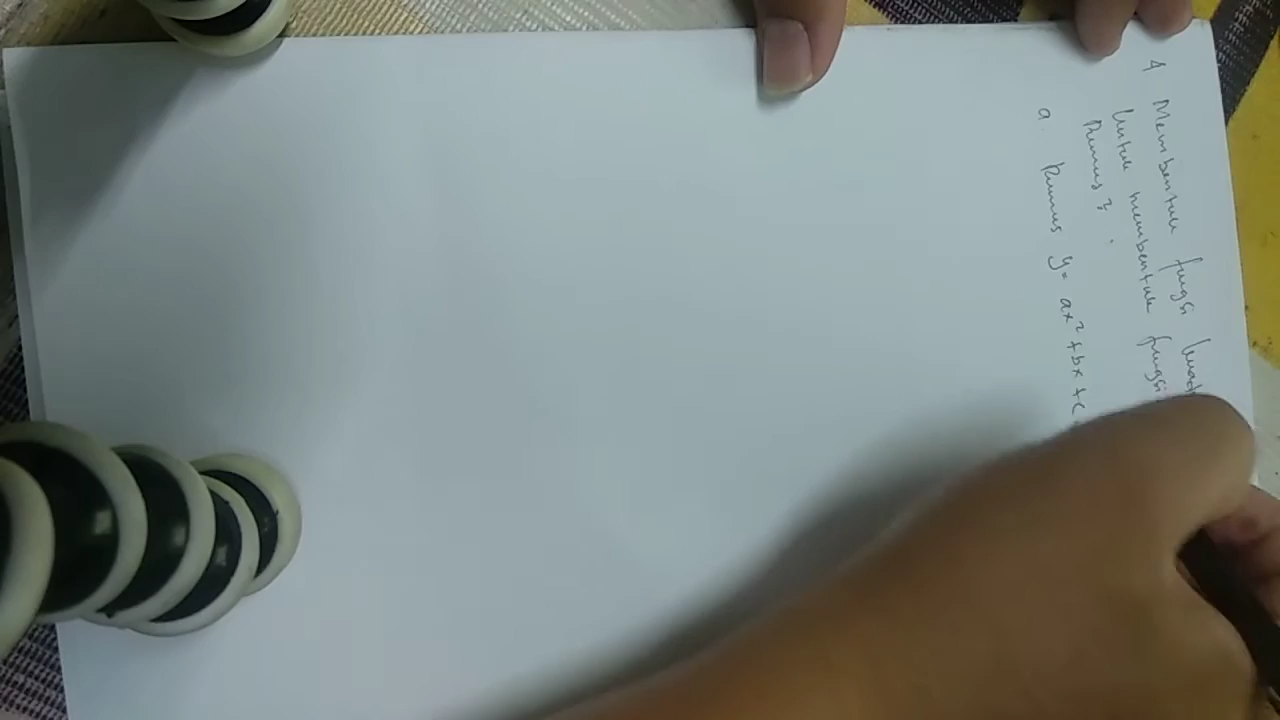 4 Membentuk fungsi
Untuk membentuk fungsi
Rumus
a. Rumus y = ax² + bx + c